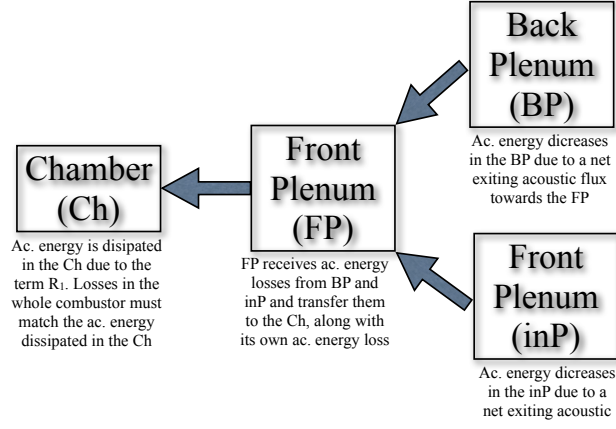 Back
Plenum
(BP)
Ac. energy dicreases
in the BP due to a net
exiting acoustic flux
towards the FP
Chamber
(Ch)
Ac. energy is disipated
in the Ch due to the
term R₁. Losses in the
whole combustor must
match the ac. energy
dissipated in the Ch
Front
Plenum
(FP)
FP receives ac. energy
losses from BP and
inP and transfer them
to the Ch, along with
its own ac. energy loss
Front
Plenum
(inP)
Ac. energy dicreases
in the inP due to a
net exiting acoustic